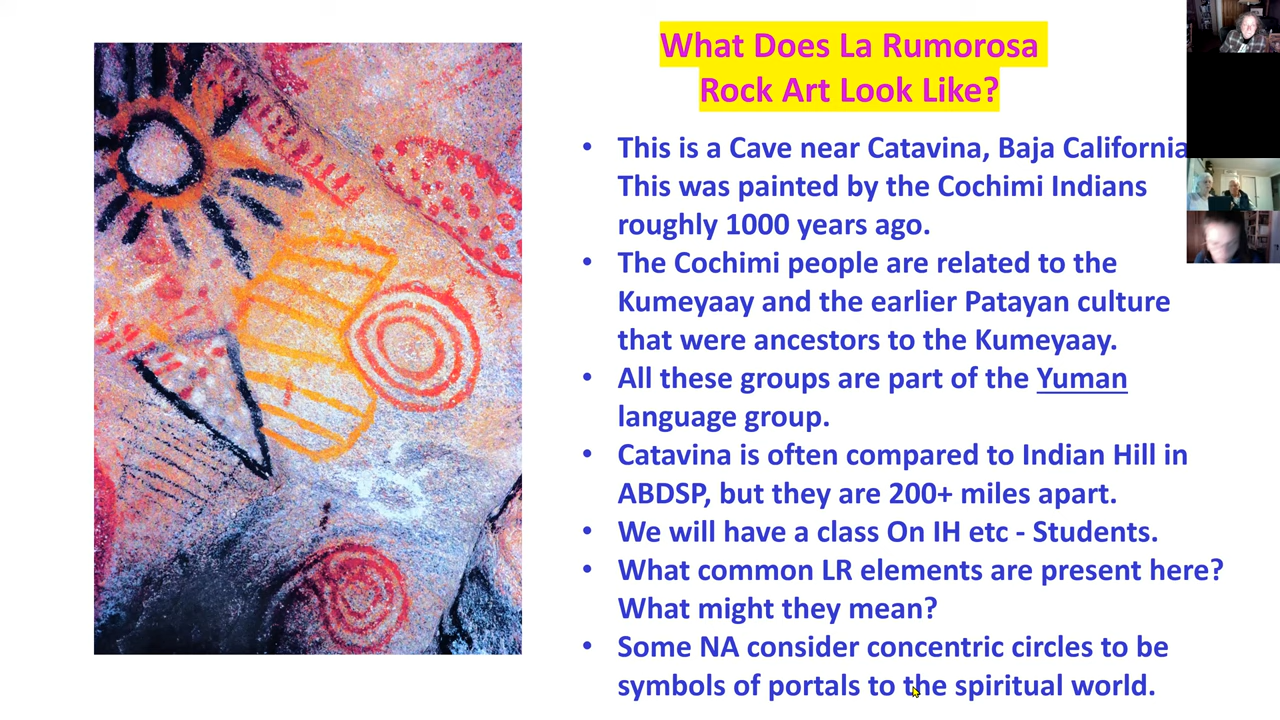 What Does La Rumorosa
Rock Art Look Like?
• This is a Cave near Catavina, Baja California
This was painted by the Cochimi Indians
roughly 1000 years ago.
• The Cochimi people are related to the
Kumeyaay and the earlier Patayan culture
that were ancestors to the Kumeyaay.
• All these groups are part of the Yuman
language group.
• Catavina is often compared to Indian Hill in
ABDSP, but they are 200+ miles apart.
• We will have a class On IH etc - Students.
• What common LR elements are present here?
What might they mean?
• Some NA consider concentric circles to be
symbols of portals to the spiritual world.